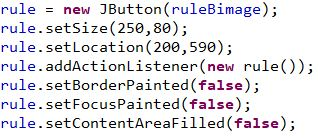 rule = new JButton(ruleBimage);
rule.setSize(250,80);
rule.setLocation(200,590);
rule.addActionListener(new rule());
rule.setBorderPainted(false);
rule.setFocusPainted(false);
rule.setContentAreaFilled(false);